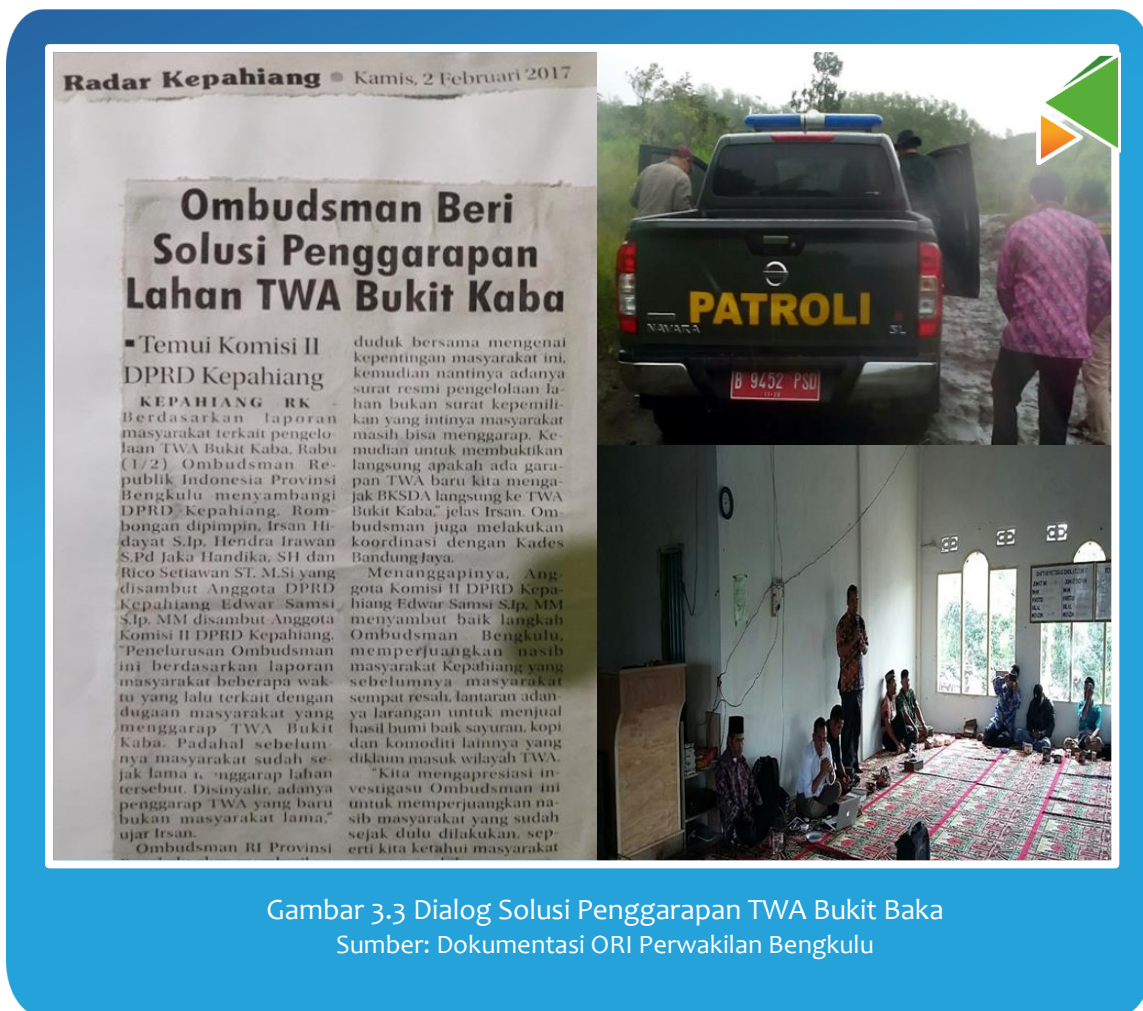 Radar Kepahiang Kamis, 2 Februari 2017
Ombudsman Beri
Solusi Penggarapan
Lahan TWA Bukit Kaba
▪Temui Komisi II
DPRD Kepahiang
KEPAHIANG RK -
Berdasarkan laporan
masyarakat terkait pengelo-
laan TWA Bukit Kaba, Rabu
(1/2) Ombudsman Re-
publik Indonesia Provinsi
Bengkulu menyambangi
DPRD Kepahiang. Rom-
bongan dipimpin, Irsan Hi-
dayat S.Ip, Hendra Irawan
S.Pd Jaka Handika, SH dan
Rico Setiawan ST. M.Si yang
disambut Anggota DPRD
Kepahiang Edwar Samsi
S.Ip, MM disambut Anggota
Komisi II DPRD Kepahiang.
"Penelurusan Ombudsman
ini berdasarkan laporan
masyarakat beberapa wak-
tu yang lalu terkait dengan
dugaan masyarakat yang
menggarap TWA Bukit
Kaba. Padahal sebelum-
nya masyarakat sudah se-
jak lama nggarap lahan
tersebut. Disinyalir, adanya
penggarap TWA yang baru
bukan masyarakat lama,"
ujar Irsan.
Ombudsman RI Provinsi
duduk bersama mengenai
kepentingan masyarakat ini,
kemudian nantinya adanya
surat resmi pengelolaan la-
han bukan surat kepemili-
kan yang intinya masyarakat
masih bisa menggarap. Ke-
mudian untuk membuktikan
langsung apakah ada gara-
pan TWA baru kita menga-
jak BKSDA langsung ke TWA
Bukit Kaba," jelas Irsan. Om-
budsman juga melakukan
koordinasi dengan Kades
Bandung Jaya.
Menanggapinya, Ang-
gota Komisi II DPRD Kepa-
hiang Edwar Samsi S.Ip, MM
menyambut baik langkah
Ombudsman Bengkulu,
memperjuangkan nasib
masyarakat Kepahiang yang
sebelumnya masyarakat
sempat resah, lantaran adan-
ya larangan untuk menjual
hasil bumi baik sayuran, kopi
dan komoditi lainnya yang
diklaim masuk wilayah TWA.
"Kita mengapresiasi in-
vestigasu Ombudsman ini
untuk memperjuangkan na-
sib masyarakat yang sudah
sejak dulu dilakukan, sep-
erti kita ketahui masyarakat
PATROLI
NAVARA
SL
B 9452 PSD
Gambar 3.3 Dialog Solusi Penggarapan TWA Bukit Baka
Sumber: Dokumentasi ORI Perwakilan Bengkulu